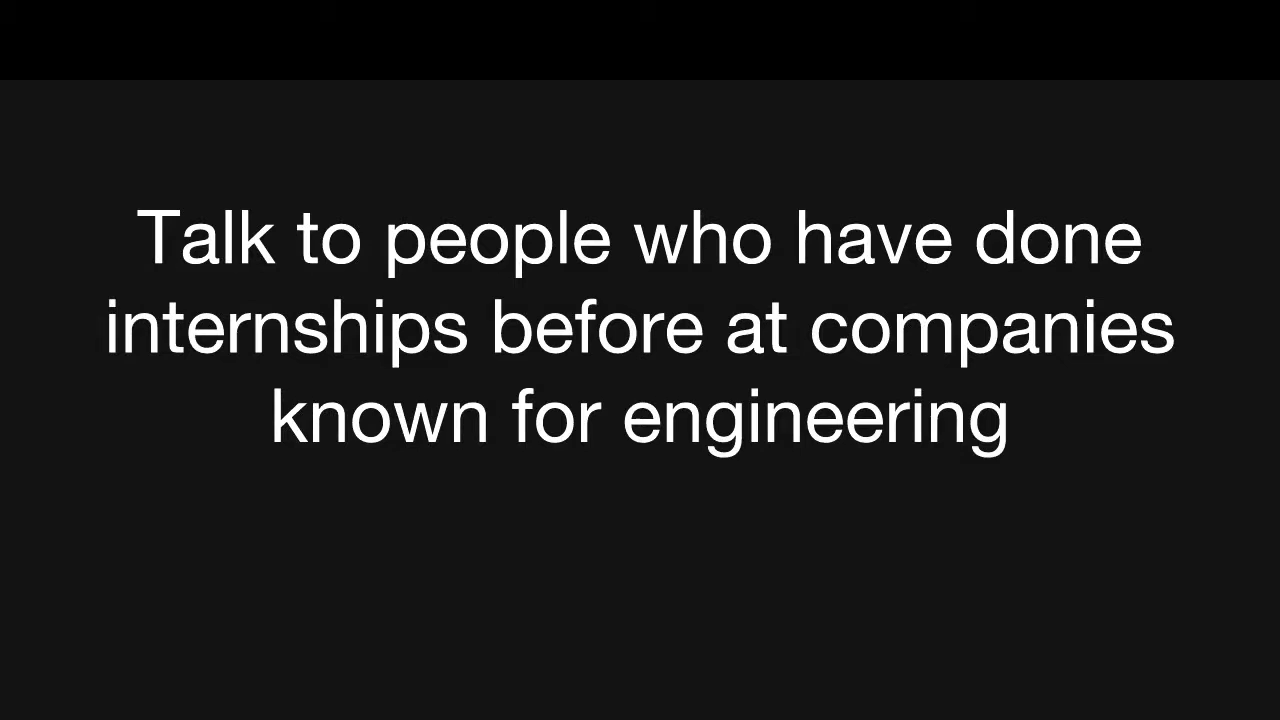 Talk to people who have done
internships before at companies
known for engineering